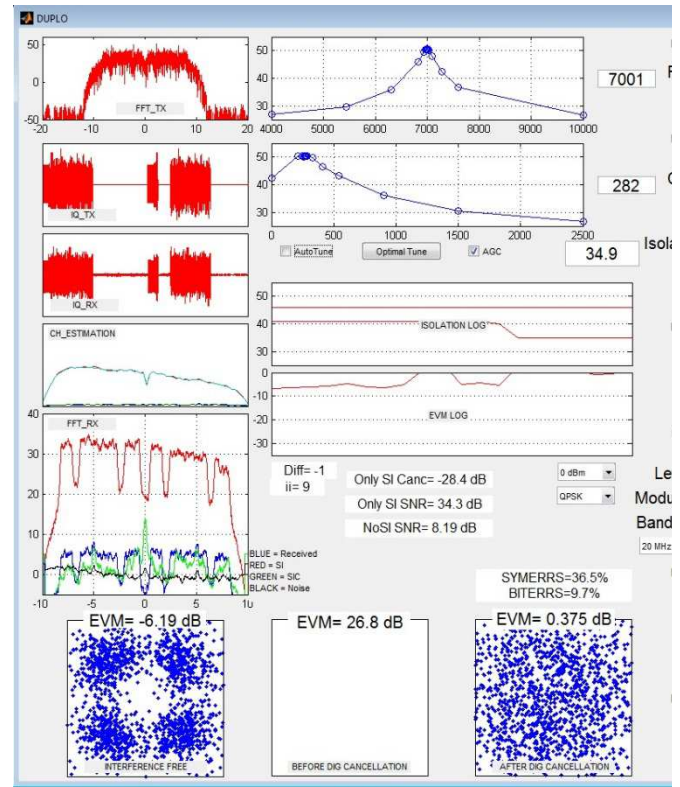 DUPLO
50
0
-50
FFT_TX
-20 -10 0 10 20
50
40
30
4000 5000 6000 7000 8000 9000 10000
7001
IQ_TX
50
40
30
0 500 1000 1500 2000 2500
282
AutoTune
Optimal Tune
AGC
34.9
Isola
IQ_RX
CH_ESTIMATION
50
40
30
ISOLATION LOG
0
-10
-20
-30
EVM LOG
40
30
20
10
0
FFT_RX
-10 -5 0 5 10
BLUE = Received
RED = SI
GREEN = SIC
BLACK = Noise
Diff= -1
ii= 9
Only SI Canc= -28.4 dB
Only SI SNR= 34.3 dB
NoSI SNR= 8.19 dB
0 dBm
Le
QPSK
Modu
Band
20 MHz
SYMERRS=36.5%
BITERRS=9.7%
EVM= -6.19 dB
INTERFERENCE FREE
EVM= 26.8 dB
BEFORE DIG CANCELLATION
EVM= 0.375 dB
AFTER DIG CANCELLATION